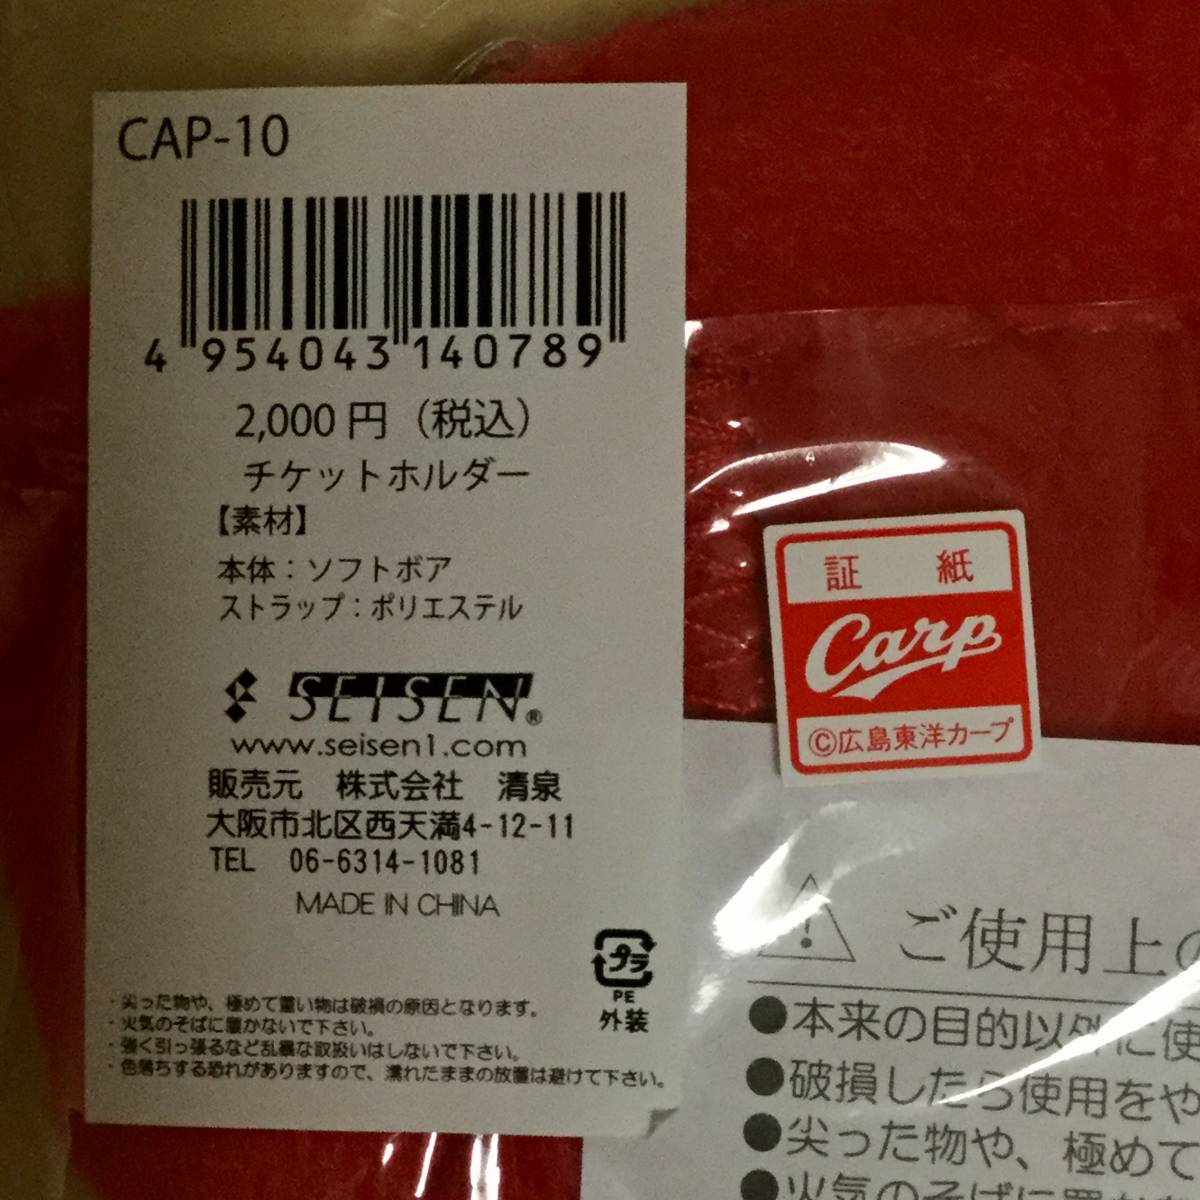 CAP-10
4 954043 140789
2,000 円（税込）
チケットホルダー
【素材】
本体：ソフトボア
ストラップ：ポリエステル
SEISEN®
www.seisen1.com
販売元　株式会社　清泉
大阪市北区西天満4-12-11
TEL　06-6314-1081
MADE IN CHINA
プラ
PE
外装
・尖った物や、極めて重い物は破損の原因となります。
・火気のそばに置かないで下さい。
・強く引っ張るなど乱暴な取扱いはしないで下さい。
・色落ちする恐れがありますので、濡れたままの放置は避けて下さい。
証　紙
Carp
©広島東洋カープ
ご使用上の
●本来の目的以外に使
●破損したら使用をや
●尖った物や、極めて
●火気のそばに置